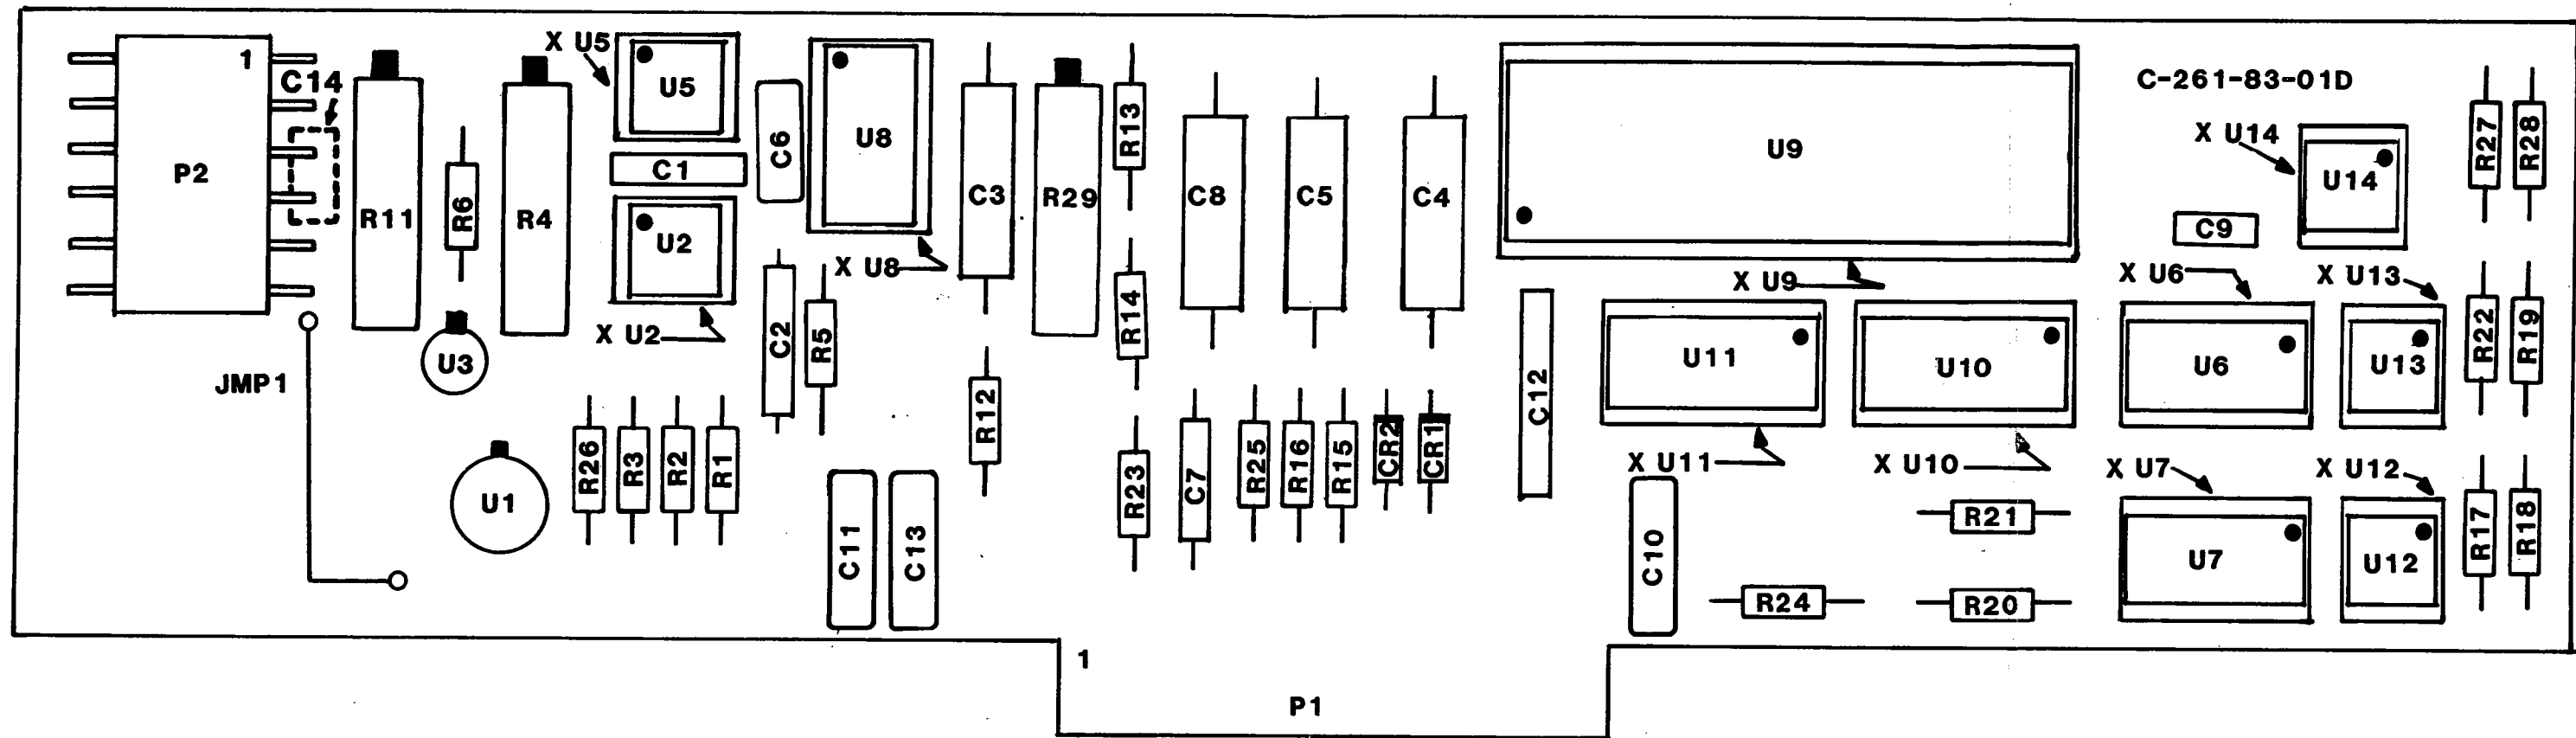 X U5
1
C14
U5
C-261-83-01D
R13
R27
R28
X U14
U8
C6
U9
P2
C1
U14
R11
R6
R4
C3
R29
C8
C5
C4
U2
C9
X U8
X U9
X U6
X U13
R14
X U2
C2
R5
R22
R19
U3
U11
U10
U6
U13
JMP1
R12
C12
R26
R3
R2
R1
R25
R16
R15
CR2
CR1
X U11
X U10
X U7
X U12
R23
C7
U1
R21
R17
R18
C11
C13
C10
U7
U12
R24
R20
1
P1